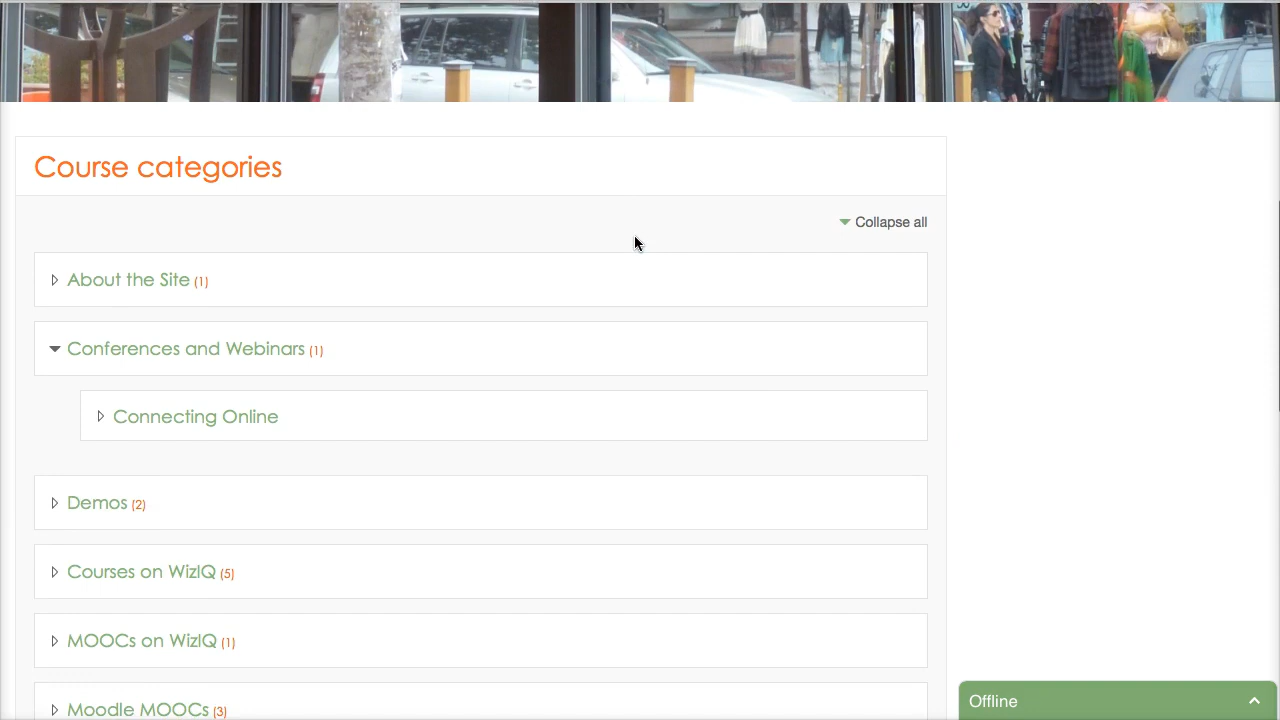 Course categories
Collapse all
About the Site (1)
Conferences and Webinars (1)
Connecting Online
Demos (2)
Courses on WizIQ (5)
MOOCs on WizIQ (1)
Moodle MOOCs (3)
Offline